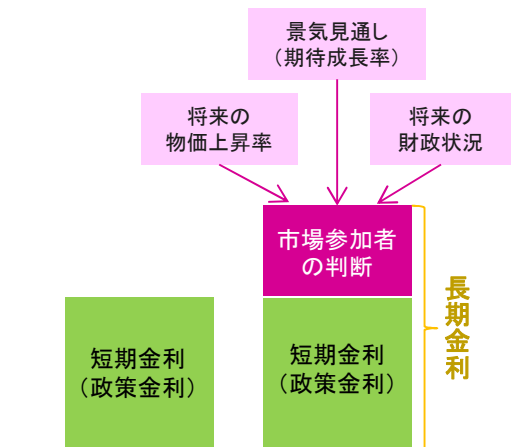 景気見通し
（期待成長率）
将来の
物価上昇率
将来の
財政状況
市場参加者
の判断
長期金利
短期金利
（政策金利）
短期金利
（政策金利）